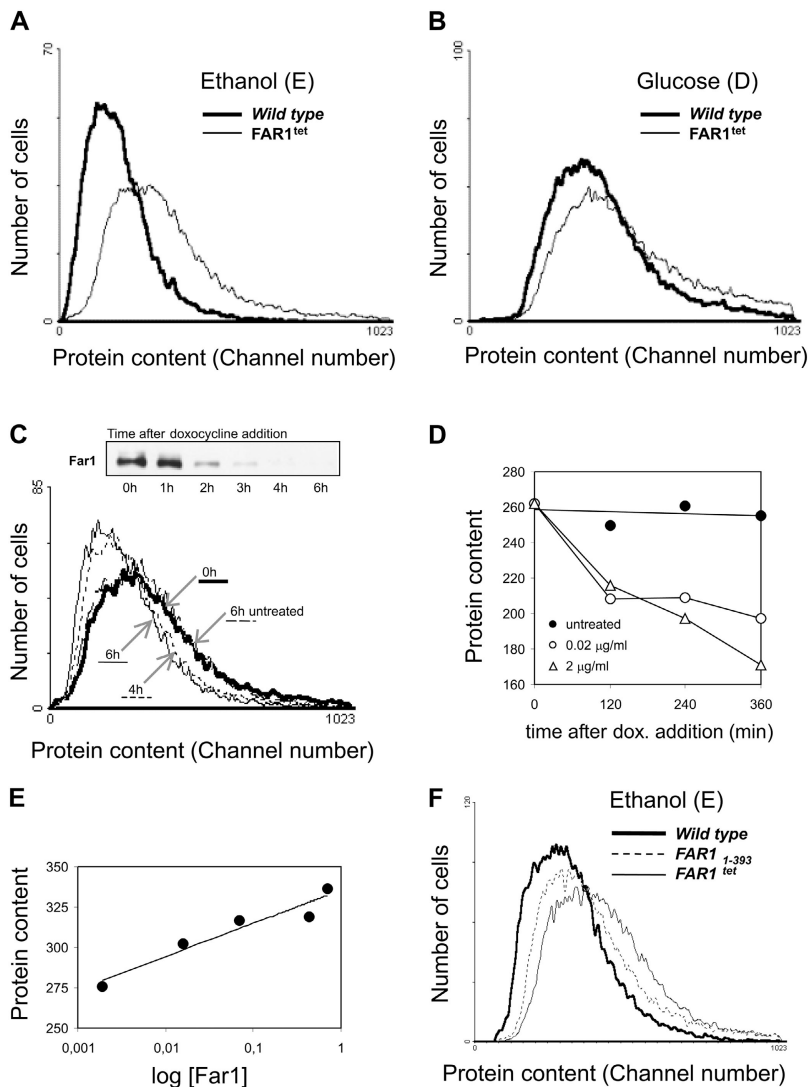 A
70
Ethanol (E)
Wild type
FAR1tet
Number of cells
0
0
1023
Protein content (Channel number)
B
100
Glucose (D)
Wild type
FAR1tet
Number of cells
0
0
1023
Protein content (Channel number)
C
Time after doxocycline addition
Far1
0h 1h 2h 3h 4h 6h
85
Number of cells
0h
6h untreated
6h
4h
0
0
1023
Protein content (Channel number)
D
280
260
240
220
200
180
160
Protein content
untreated
0.02 µg/ml
2 µg/ml
0 120 240 360
time after dox. addition (min)
E
350
325
300
275
250
Protein content
0,001 0,01 0,1 1
log [Far1]
F
120
Ethanol (E)
Wild type
FAR1 1-393
FAR1 tet
Number of cells
0
0
1023
Protein content (Channel number)